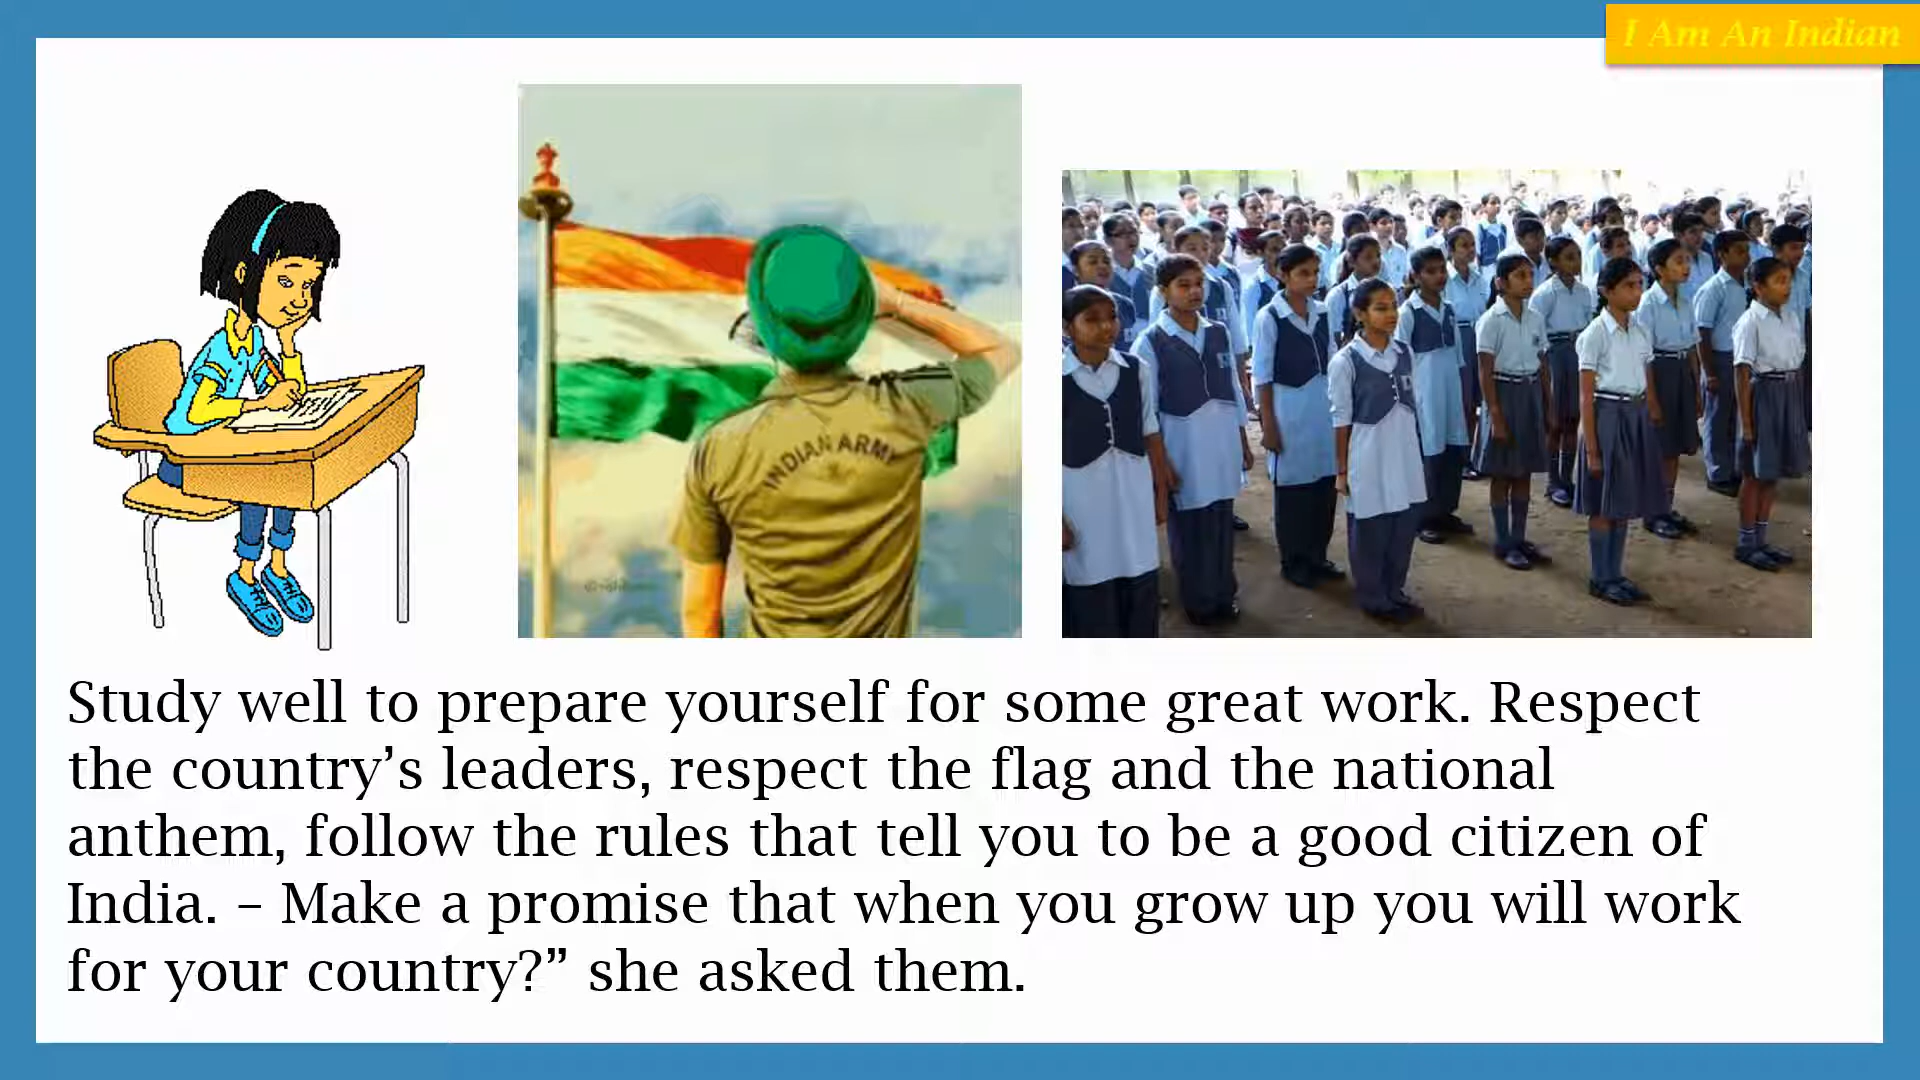 I Am An Indian
INDIAN ARMY
Study well to prepare yourself for some great work. Respect
the country’s leaders, respect the flag and the national
anthem, follow the rules that tell you to be a good citizen of
India. – Make a promise that when you grow up you will work
for your country?” she asked them.